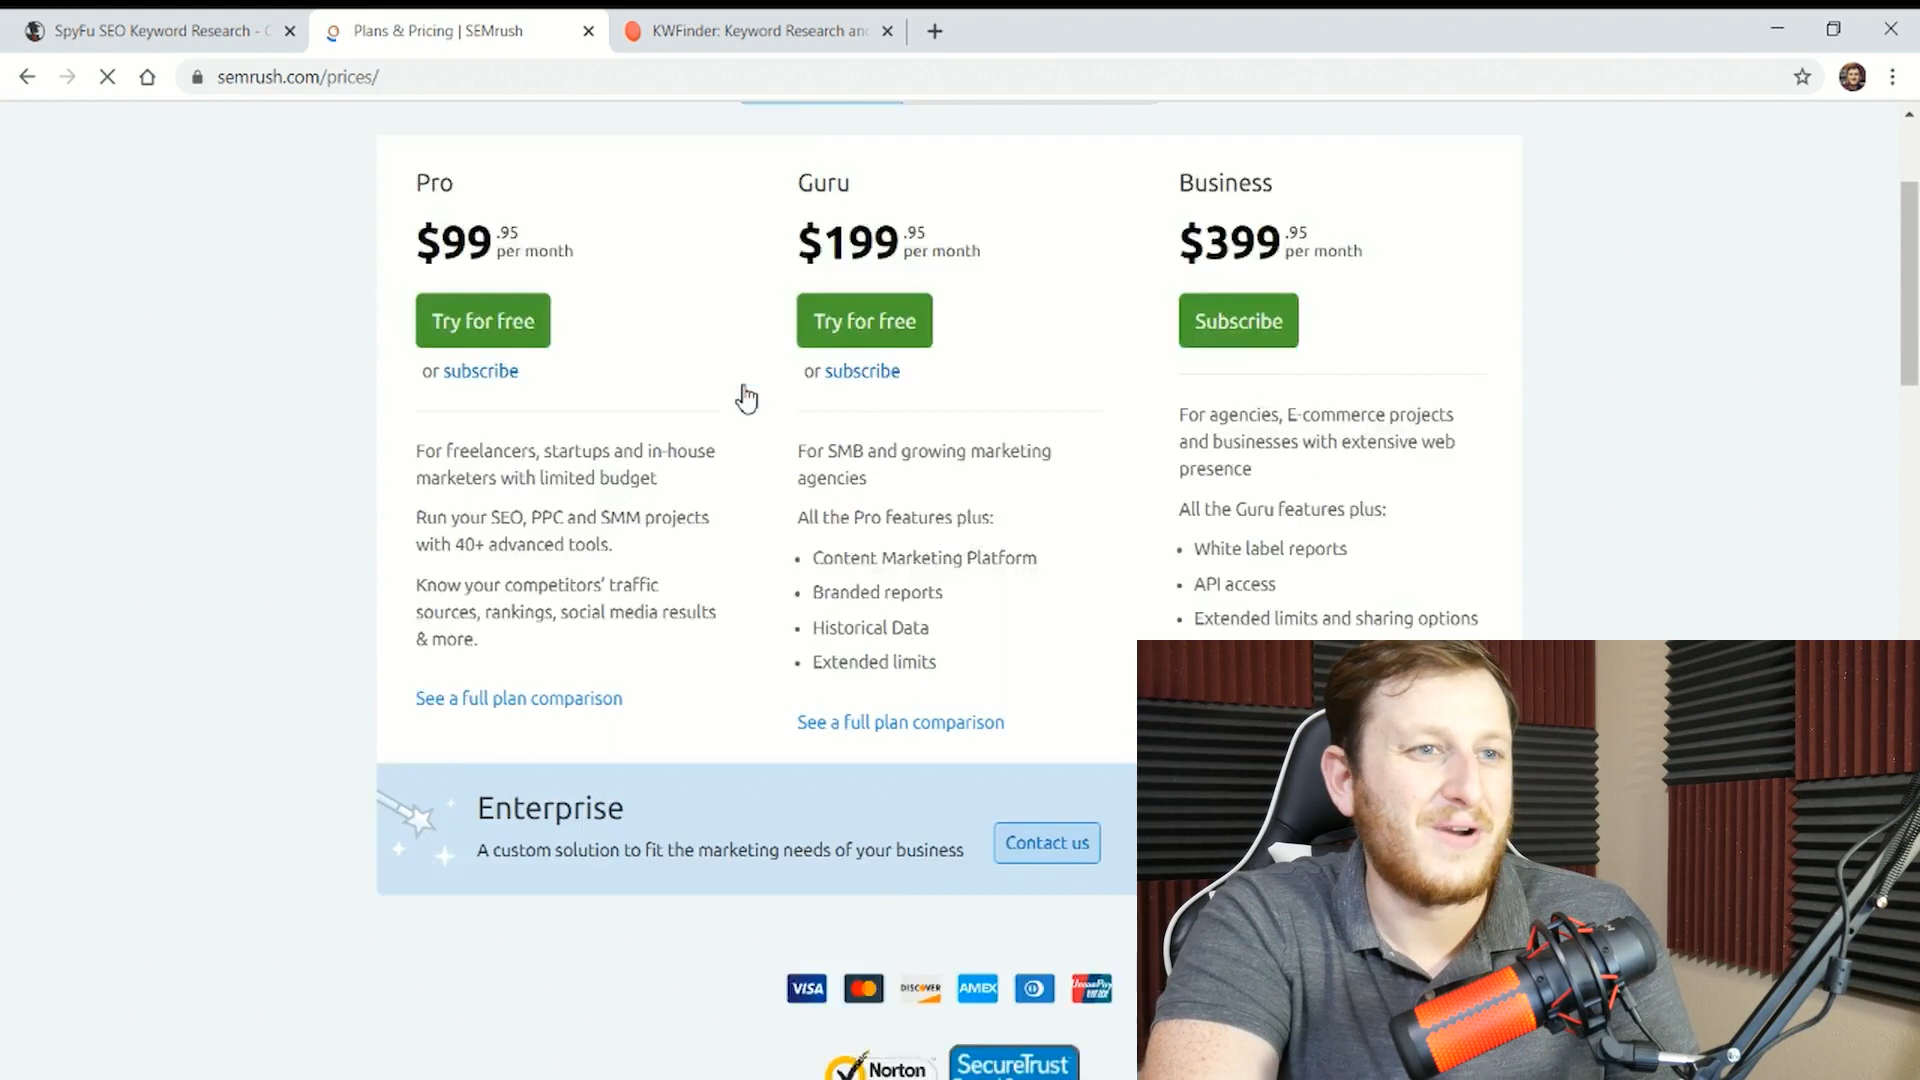 SpyFu SEO Keyword Research -
Plans & Pricing | SEMrush
KWFinder: Keyword Research and
semrush.com/prices/
Pro
$99.95 per month
Try for free
or subscribe
For freelancers, startups and in-house
marketers with limited budget
Run your SEO, PPC and SMM projects
with 40+ advanced tools.
Know your competitors' traffic
sources, rankings, social media results
& more.
See a full plan comparison
Guru
$199.95 per month
Try for free
or subscribe
For SMB and growing marketing
agencies
All the Pro features plus:
• Content Marketing Platform
• Branded reports
• Historical Data
• Extended limits
See a full plan comparison
Business
$399.95 per month
Subscribe
For agencies, E-commerce projects
and businesses with extensive web
presence
All the Guru features plus:
• White label reports
• API access
• Extended limits and sharing options
Enterprise
A custom solution to fit the marketing needs of your business
Contact us
VISA
DISCOVER
AMEX
UnionPay
Norton
SecureTrust